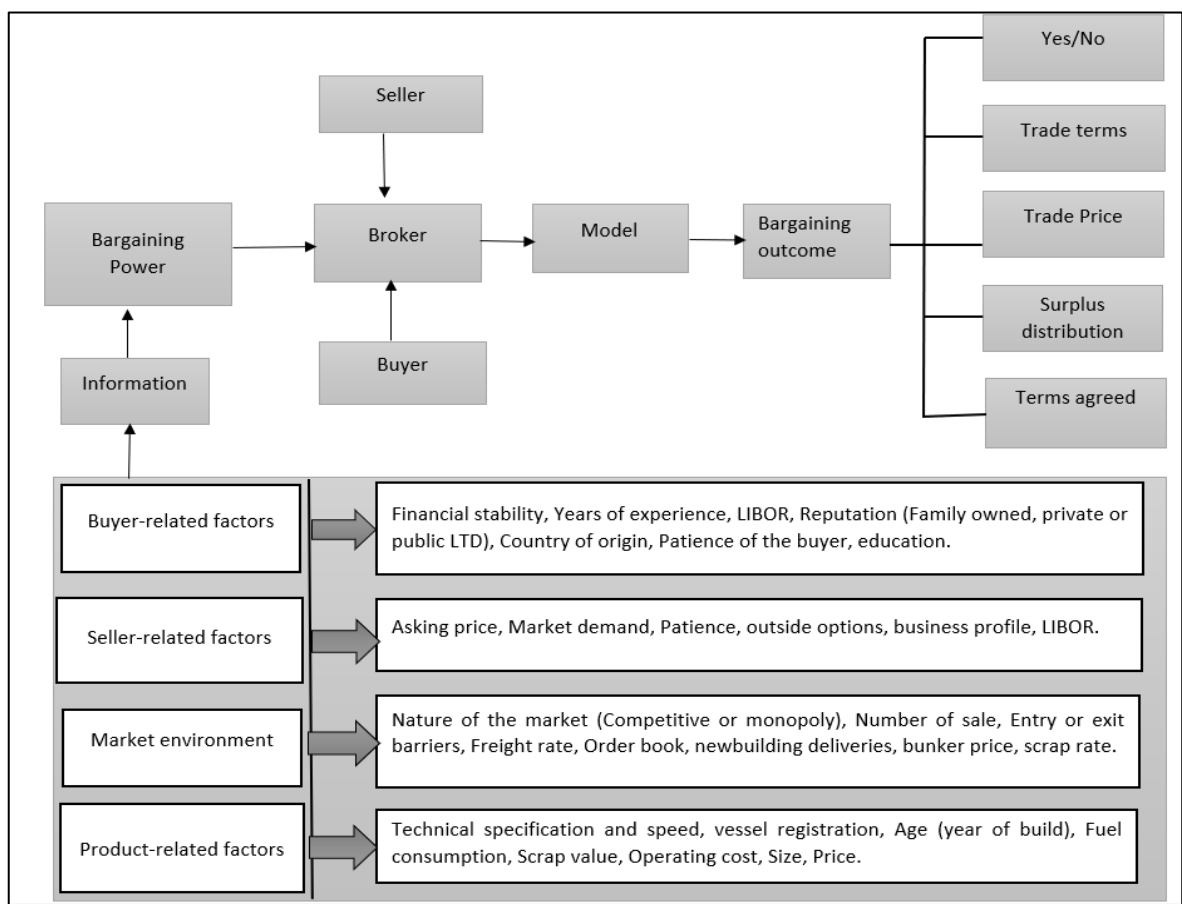 Yes/No
Seller
Trade terms
Bargaining
Power
Broker
Model
Bargaining
outcome
Trade Price
Surplus
distribution
Buyer
Information
Terms agreed
Buyer-related factors
Financial stability, Years of experience, LIBOR, Reputation (Family owned, private or
public LTD), Country of origin, Patience of the buyer, education.
Seller-related factors
Asking price, Market demand, Patience, outside options, business profile, LIBOR.
Market environment
Nature of the market (Competitive or monopoly), Number of sale, Entry or exit
barriers, Freight rate, Order book, newbuilding deliveries, bunker price, scrap rate.
Product-related factors
Technical specification and speed, vessel registration, Age (year of build), Fuel
consumption, Scrap value, Operating cost, Size, Price.